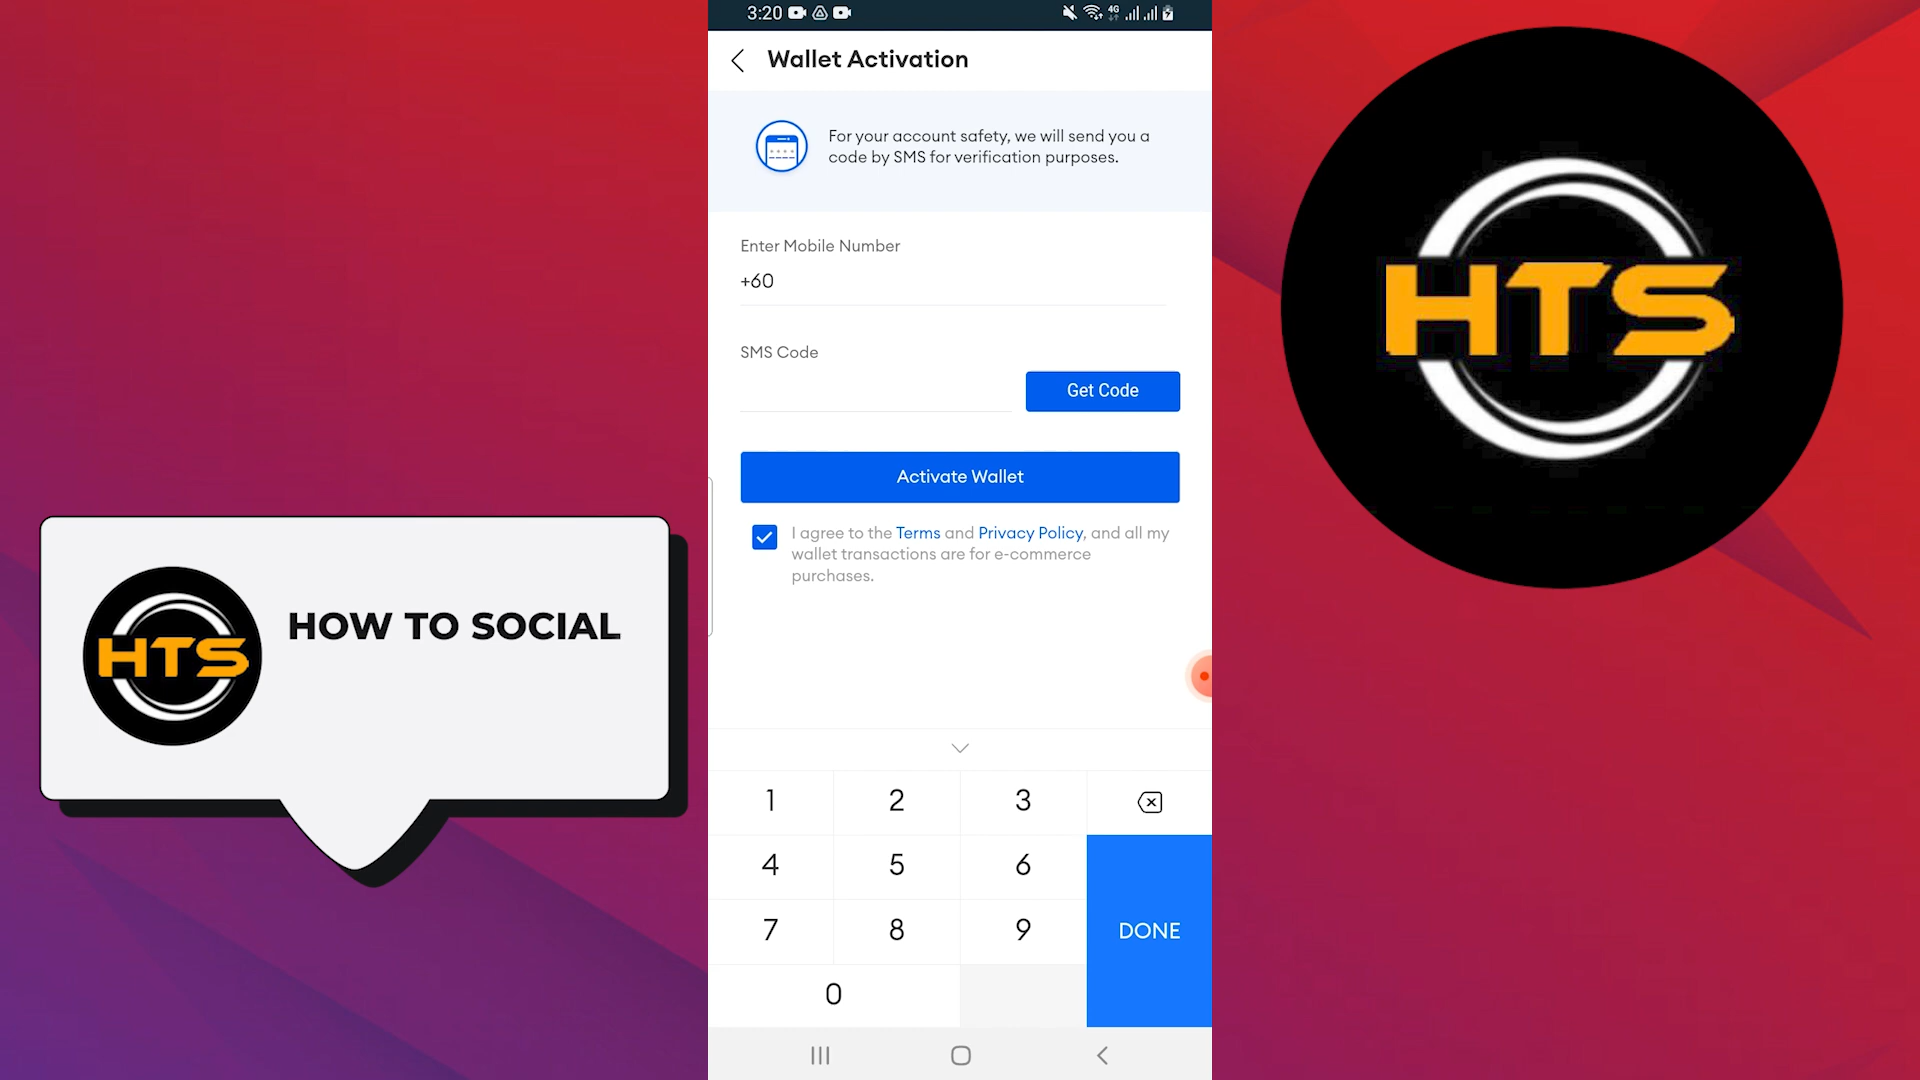 3:20
4G
Wallet Activation
For your account safety, we will send you a
code by SMS for verification purposes.
Enter Mobile Number
+60
SMS Code
Get Code
Activate Wallet
I agree to the Terms and Privacy Policy, and all my
wallet transactions are for e-commerce
purchases.
1 2 3
4 5 6
7 8 9
DONE
0
HTS
HOW TO SOCIAL
HTS